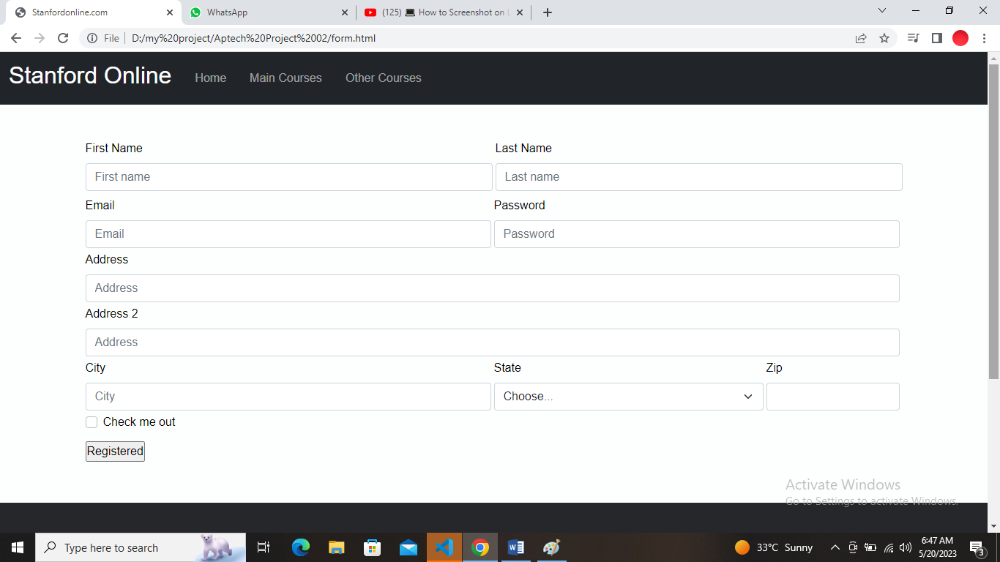 Stanfordonline.com WhatsApp (125) 💻 How to Screenshot on
File D:/my%20project/Aptech%20Project%2002/form.html
Stanford Online Home Main Courses Other Courses
First Name Last Name
First name Last name
Email Password
Email Password
Address
Address
Address 2
Address
City State Zip
City Choose...
Check me out
Registered
Activate Windows
Go to Settings to activate Windows.
Type here to search 33°C Sunny 6:47 AM
5/20/2023 3